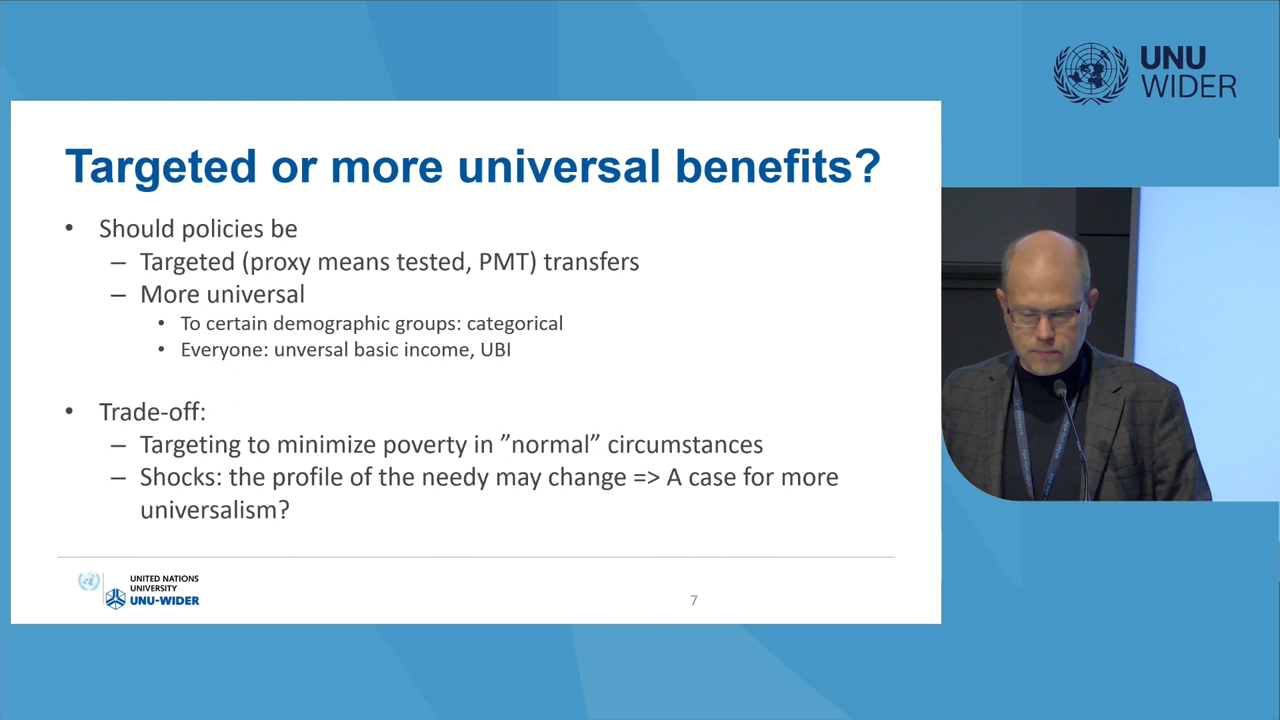 UNU
WIDER
Targeted or more universal benefits?
• Should policies be
– Targeted (proxy means tested, PMT) transfers
– More universal
• To certain demographic groups: categorical
• Everyone: unversal basic income, UBI
• Trade-off:
– Targeting to minimize poverty in ”normal” circumstances
– Shocks: the profile of the needy may change => A case for more
universalism?
UNITED NATIONS
UNIVERSITY
UNU-WIDER
7